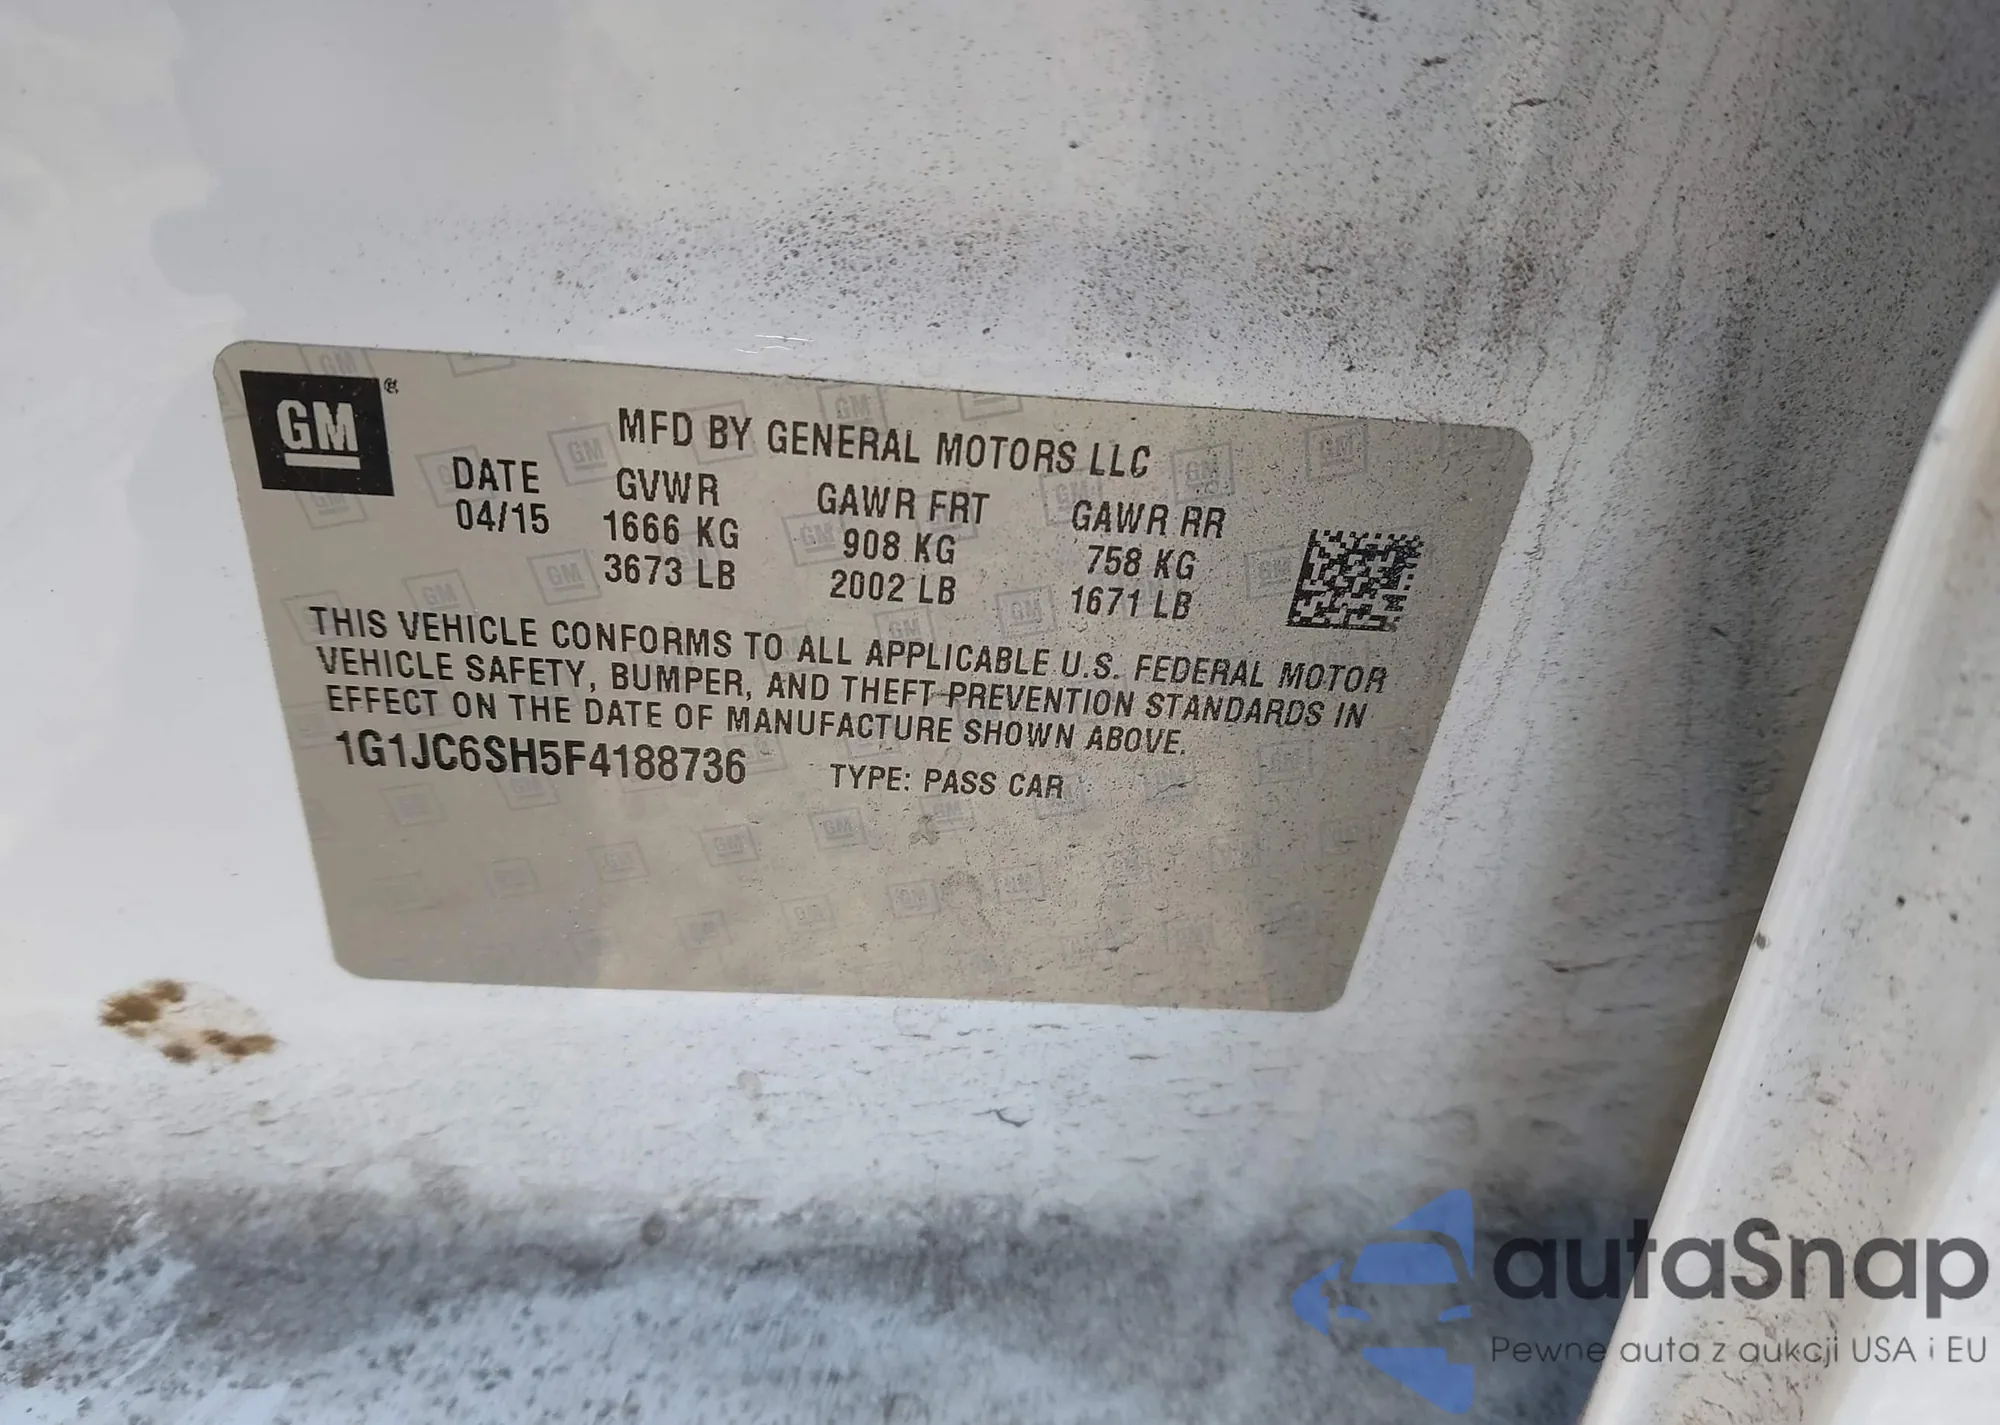 GM®
MFD BY GENERAL MOTORS LLC
DATE GVWR GAWR FRT GAWR RR
04/15 1666 KG 908 KG 758 KG
3673 LB 2002 LB 1671 LB
THIS VEHICLE CONFORMS TO ALL APPLICABLE U.S. FEDERAL MOTOR
VEHICLE SAFETY, BUMPER, AND THEFT PREVENTION STANDARDS IN
EFFECT ON THE DATE OF MANUFACTURE SHOWN ABOVE.
1G1JC6SH5F4188736 TYPE: PASS CAR
autaSnap
Pewne auta z aukcji USA i EU